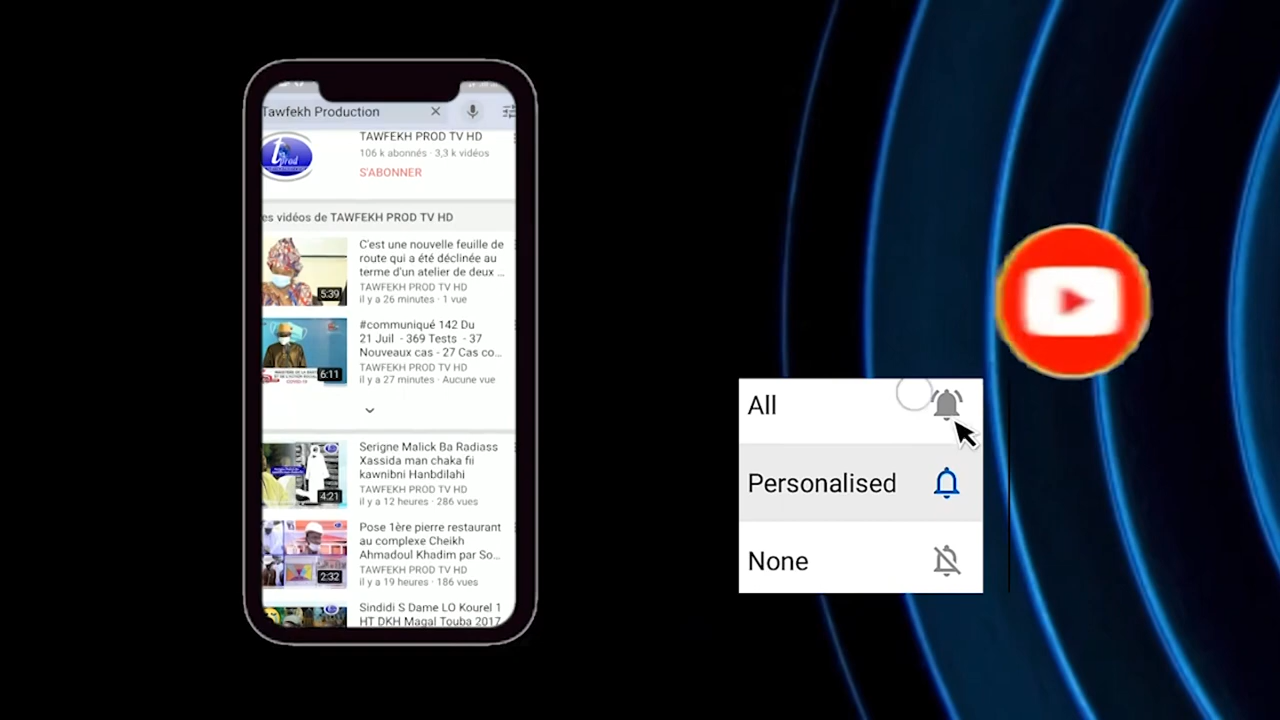 Tawfekh Production
TAWFEKH PROD TV HD
106 k abonnés · 3,3 k vidéos
S'ABONNER
t
prod
es vidéos de TAWFEKH PROD TV HD
C'est une nouvelle feuille de
route qui a été déclinée au
terme d'un atelier de deux ...
TAWFEKH PROD TV HD
il y a 26 minutes · 1 vue
5:39
#communiqué 142 Du
21 Juil - 369 Tests - 37
Nouveaux cas - 27 Cas co...
TAWFEKH PROD TV HD
il y a 27 minutes · Aucune vue
6:11
Serigne Malick Ba Radiass
Xassida man chaka fii
kawnibni Hanbdilahi
TAWFEKH PROD TV HD
il y a 12 heures · 286 vues
4:21
Pose 1ère pierre restaurant
au complexe Cheikh
Ahmadoul Khadim par So...
TAWFEKH PROD TV HD
il y a 19 heures · 186 vues
2:32
Sindidi S Dame LO Kourel 1
HT DKH Magal Touba 2017
All
Personalised
None